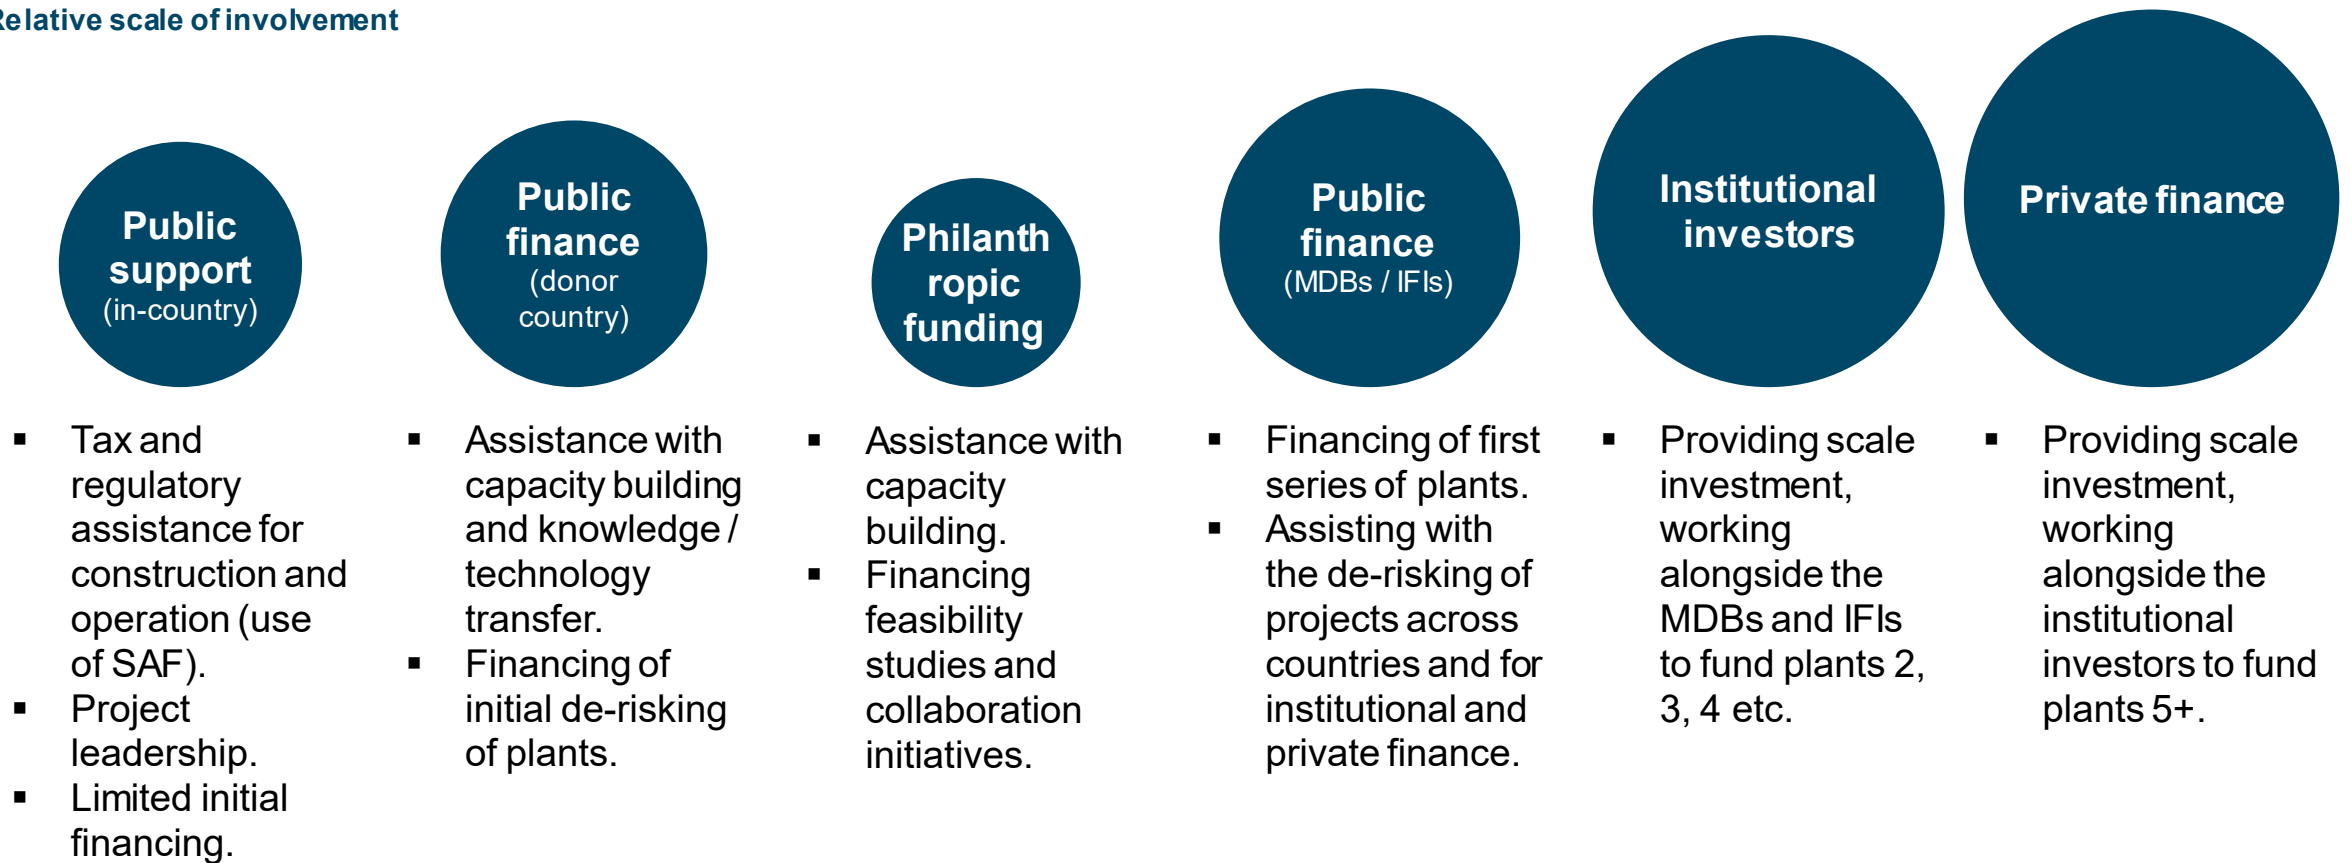 Relative scale of involvement
Public
support
(in-country)
Public
finance
(donor
country)
Philanth
ropic
funding
Public
finance
(MDBs / IFIs)
Institutional
investors
Private finance
▪ Tax and
regulatory
assistance for
construction and
operation (use
of SAF).
▪ Project
leadership.
▪ Limited initial
financing.
▪ Assistance with
capacity building
and knowledge /
technology
transfer.
▪ Financing of
initial de-risking
of plants.
▪ Assistance with
capacity
building.
▪ Financing
feasibility
studies and
collaboration
initiatives.
▪ Financing of first
series of plants.
▪ Assisting with
the de-risking of
projects across
countries and for
institutional and
private finance.
▪ Providing scale
investment,
working
alongside the
MDBs and IFIs
to fund plants 2,
3, 4 etc.
▪ Providing scale
investment,
working
alongside the
institutional
investors to fund
plants 5+.